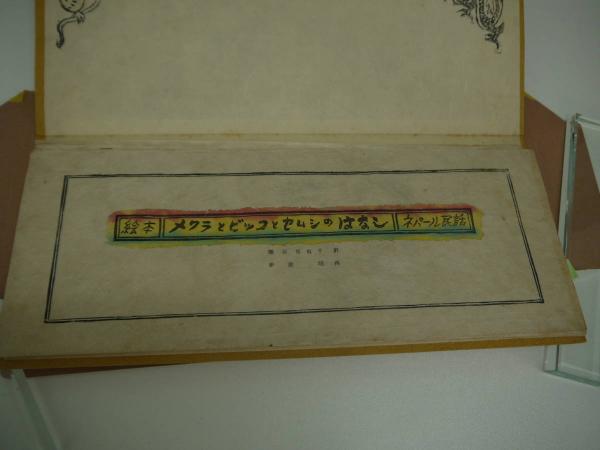 絵本 メクラとビッコとセムシのはなし ネパール民話